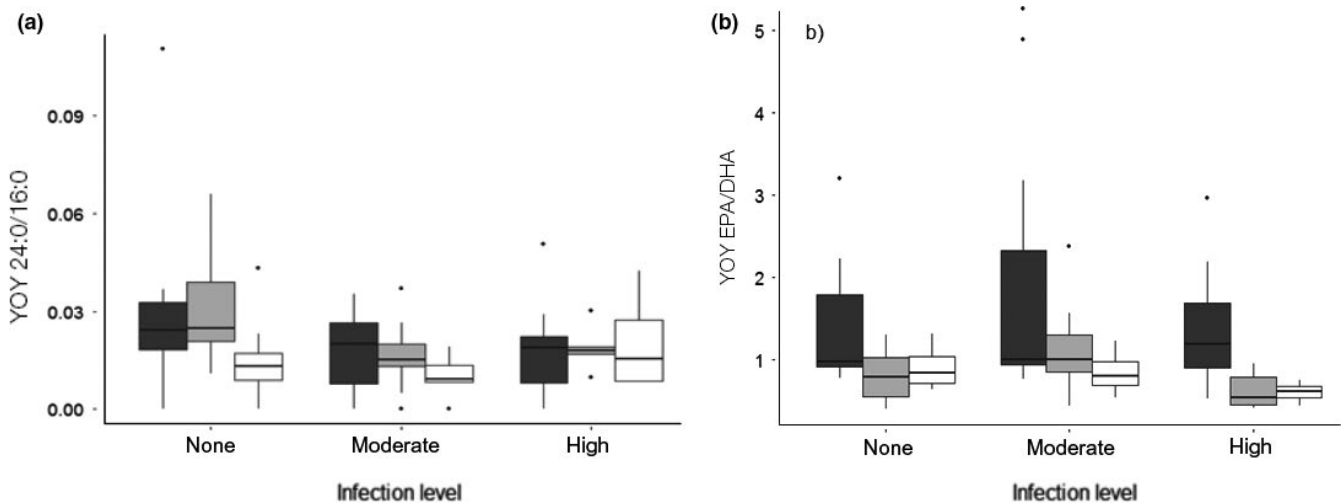 (a)
YOY 24:0/16:0
0.09
0.06
0.03
0.00
None Moderate High
Infection level
(b)
b)
YOY EPA/DHA
5
4
3
2
1
None Moderate High
Infection level